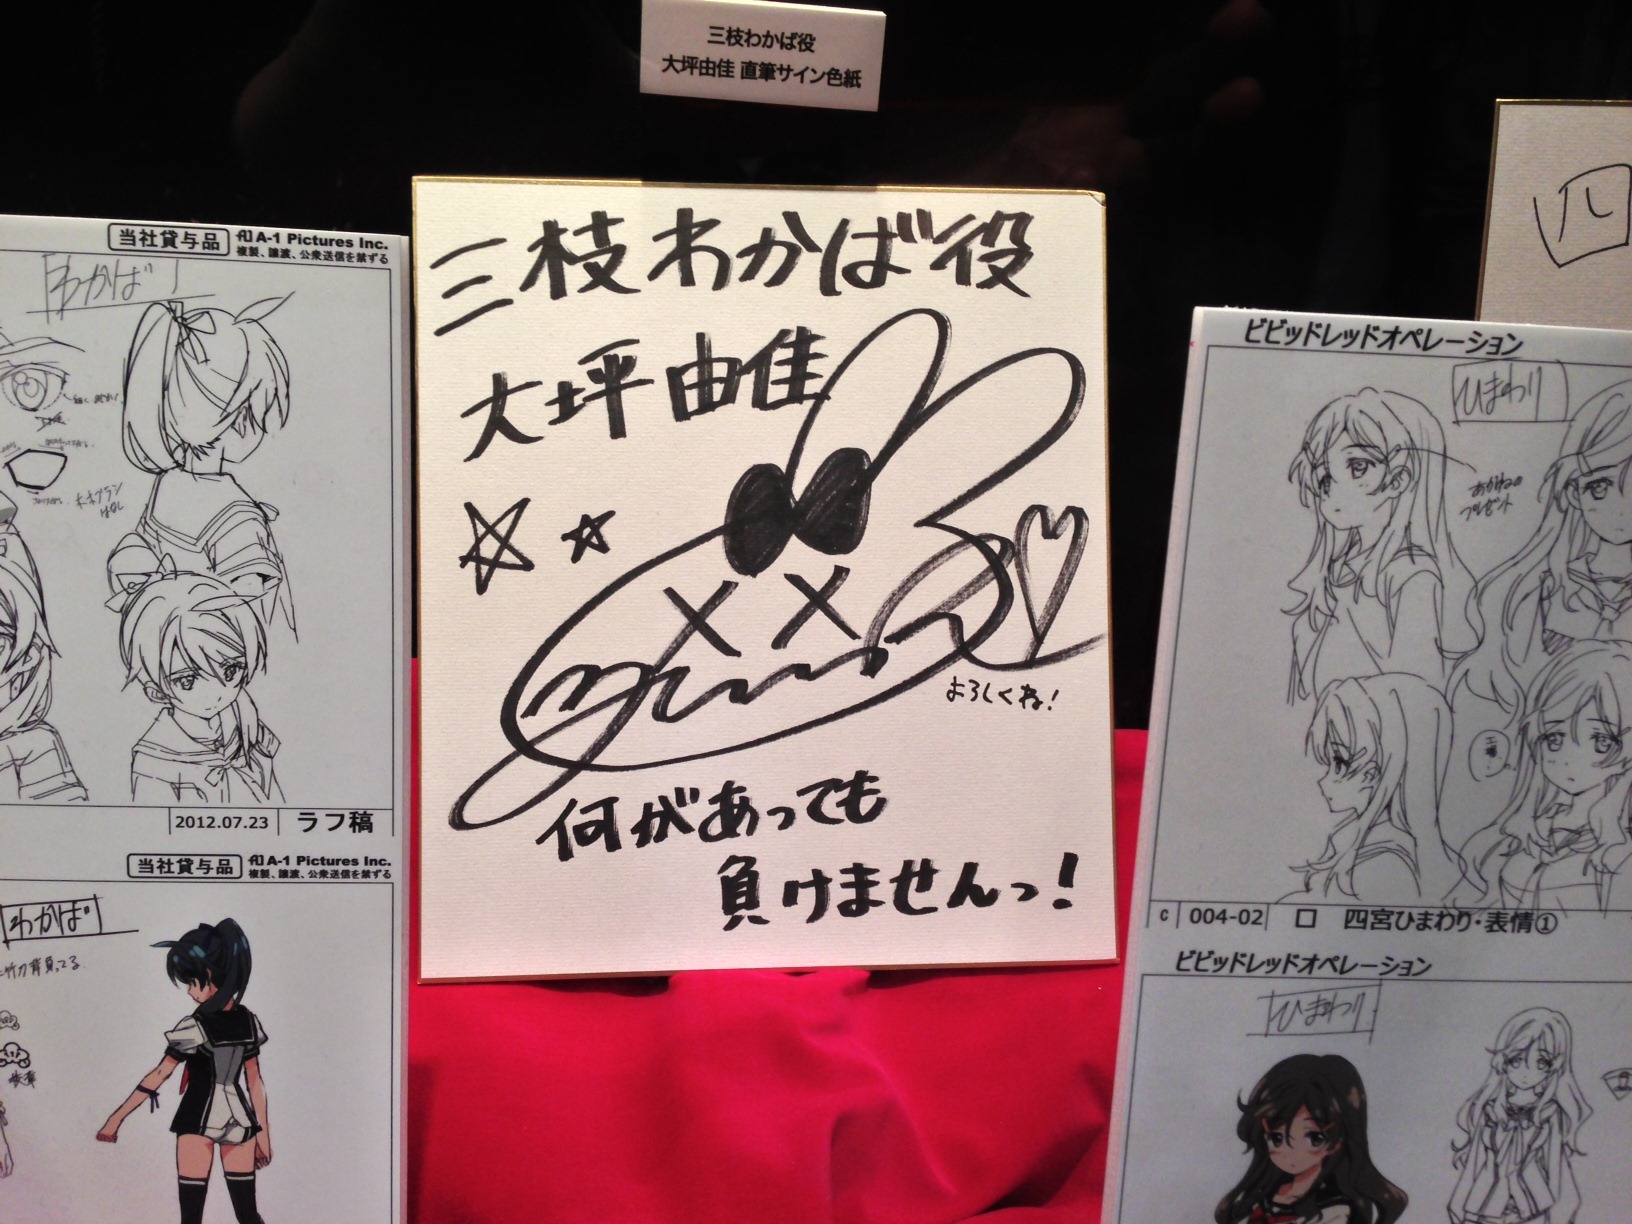 三枝わかば役
大坪由佳 直筆サイン色紙
三枝わかば役
大坪由佳
よろしくね!
何があっても
負けませんっ!
四
当社貸与品 A-1 Pictures Inc.
複製、譲渡、公衆送信を禁ずる
わかば
2012.07.23 ラフ稿
当社貸与品 A-1 Pictures Inc.
複製、譲渡、公衆送信を禁ずる
わかば
ビビッドレッドオペレーション
ひまわり
あかねの
プレゼント
C 004-02 □ 四宮ひまわり・表情①
ビビッドレッドオペレーション
ひまわり